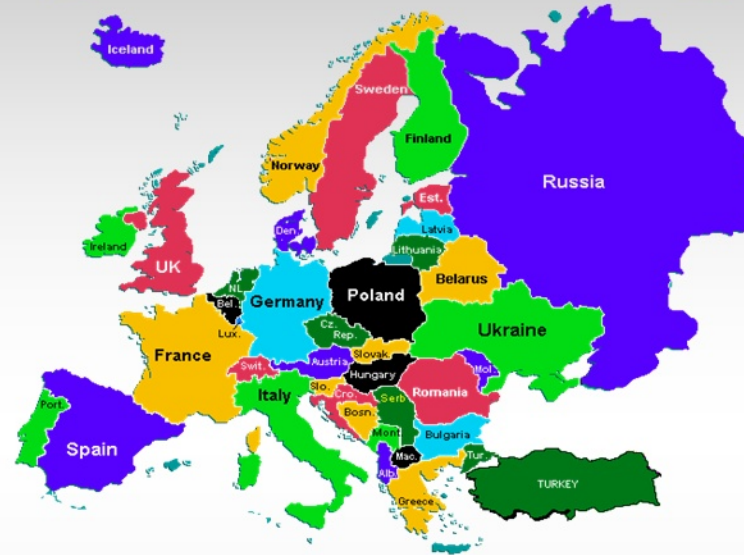 Iceland
Sweden
Finland
Norway
Russia
Est.
Den.
Latvia
Ireland
Lithuania
UK
Belarus
NL
Germany
Poland
Bel.
Cz.
Rep.
Ukraine
Lux.
France
Slovak.
Austria
Swit.
Hungary
Mol.
Slo.
Romania
Italy
Cro.
Serb
Port.
Bosn.
Mont.
Bulgaria
Spain
Mac.
Tur.
Alb.
TURKEY
Greece